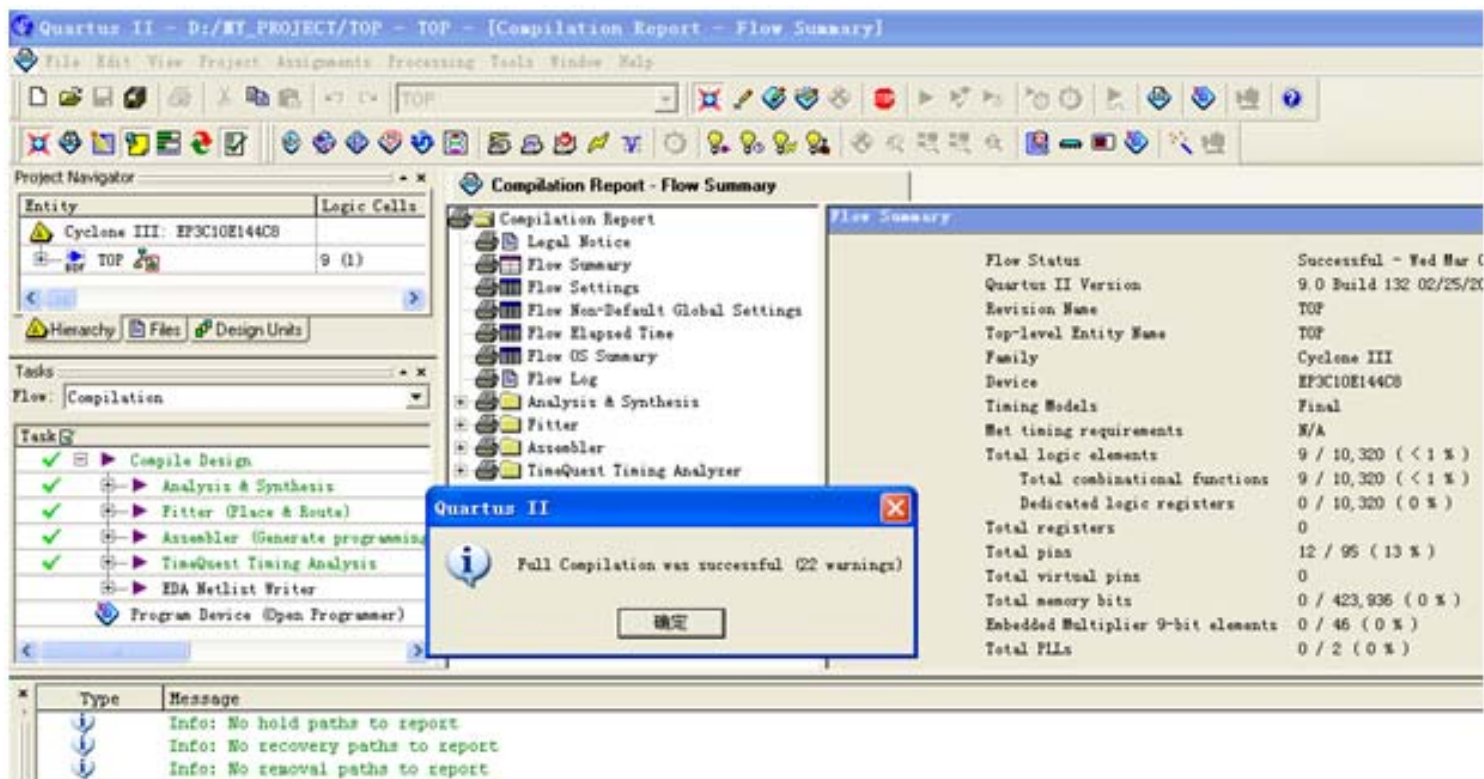 Quartus II - D:/MY_PROJECT/TOP - TOP - [Compilation Report - Flow Summary]
File Edit View Project Assignments Processing Tools Window Help
TOP
Project Navigator
Entity Logic Cells
Cyclone III: EP3C10E144C8
TOP 9 (1)
Hierarchy Files Design Units
Tasks
Flow: Compilation
Task
Compile Design
Analysis & Synthesis
Fitter (Place & Route)
Assembler (Generate programming
TimeQuest Timing Analysis
EDA Netlist Writer
Program Device (Open Programmer)
Compilation Report - Flow Summary
Compilation Report
Legal Notice
Flow Summary
Flow Settings
Flow Non-Default Global Settings
Flow Elapsed Time
Flow OS Summary
Flow Log
Analysis & Synthesis
Fitter
Assembler
TimeQuest Timing Analyzer
Flow Summary
Flow Status Successful - Wed Mar
Quartus II Version 9.0 Build 132 02/25/20
Revision Name TOP
Top-level Entity Name TOP
Family Cyclone III
Device EP3C10E144C8
Timing Models Final
Met timing requirements N/A
Total logic elements 9 / 10,320 ( < 1 % )
Total combinational functions 9 / 10,320 ( < 1 % )
Dedicated logic registers 0 / 10,320 ( 0 % )
Total registers 0
Total pins 12 / 95 ( 13 % )
Total virtual pins 0
Total memory bits 0 / 423,936 ( 0 % )
Embedded Multiplier 9-bit elements 0 / 46 ( 0 % )
Total PLLs 0 / 2 ( 0 % )
Quartus II
Full Compilation was successful (22 warnings)
确定
Type Message
Info: No hold paths to report
Info: No recovery paths to report
Info: No removal paths to report